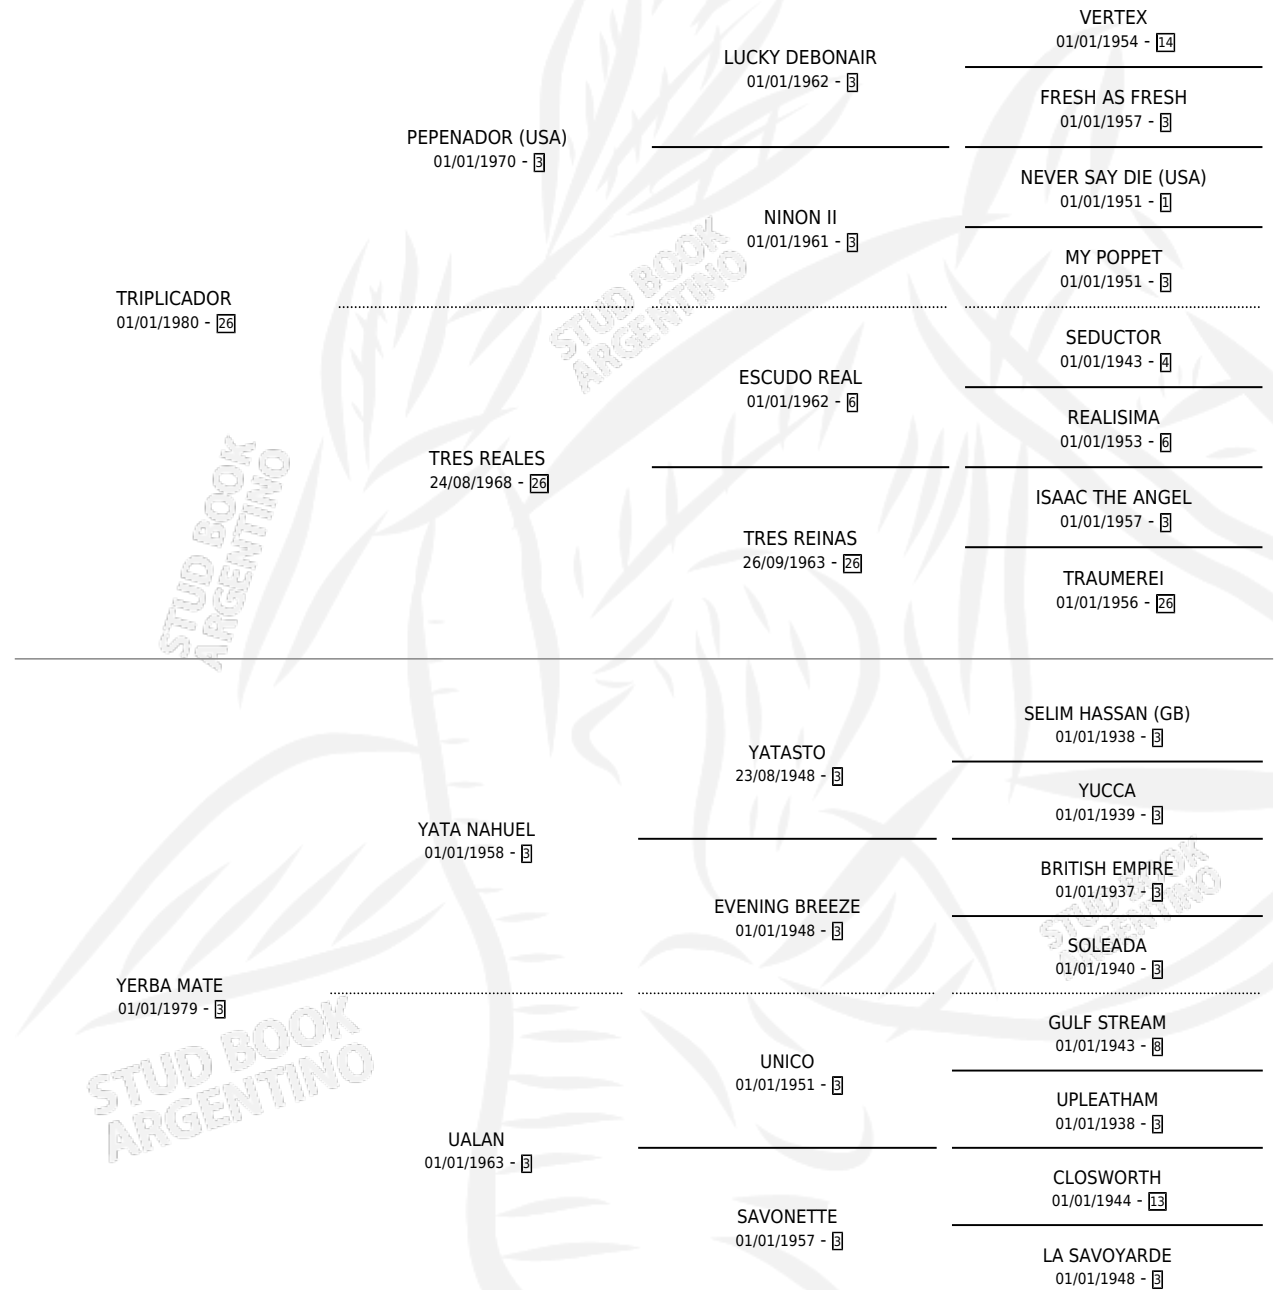 VERTEX
01/01/1954 - 14
LUCKY DEBONAIR
01/01/1962 - 3
FRESH AS FRESH
01/01/1957 - 3
PEPENADOR (USA)
01/01/1970 - 3
NEVER SAY DIE (USA)
01/01/1951 - 1
NINON II
01/01/1961 - 3
MY POPPET
01/01/1951 - 3
TRIPLICADOR
01/01/1980 - 26
STUD BOOK
ARGENTINO
SEDUCTOR
01/01/1943 - 4
ESCUDO REAL
01/01/1962 - 6
REALISIMA
01/01/1953 - 6
TRES REALES
24/08/1968 - 26
ISAAC THE ANGEL
01/01/1957 - 3
TRES REINAS
26/09/1963 - 26
TRAUMEREI
01/01/1956 - 26
STUD BOOK
ARGENTINO
SELIM HASSAN (GB)
01/01/1938 - 3
YATASTO
23/08/1948 - 3
YUCCA
01/01/1939 - 3
YATA NAHUEL
01/01/1958 - 3
BRITISH EMPIRE
01/01/1937 - 3
EVENING BREEZE
01/01/1948 - 3
STUD BOOK
ARGENTINO
SOLEADA
01/01/1940 - 3
YERBA MATE
01/01/1979 - 3
STUD BOOK
ARGENTINO
GULF STREAM
01/01/1943 - 8
UNICO
01/01/1951 - 3
UPLEATHAM
01/01/1938 - 3
UALAN
01/01/1963 - 3
CLOSWORTH
01/01/1944 - 13
SAVONETTE
01/01/1957 - 3
LA SAVOYARDE
01/01/1948 - 3